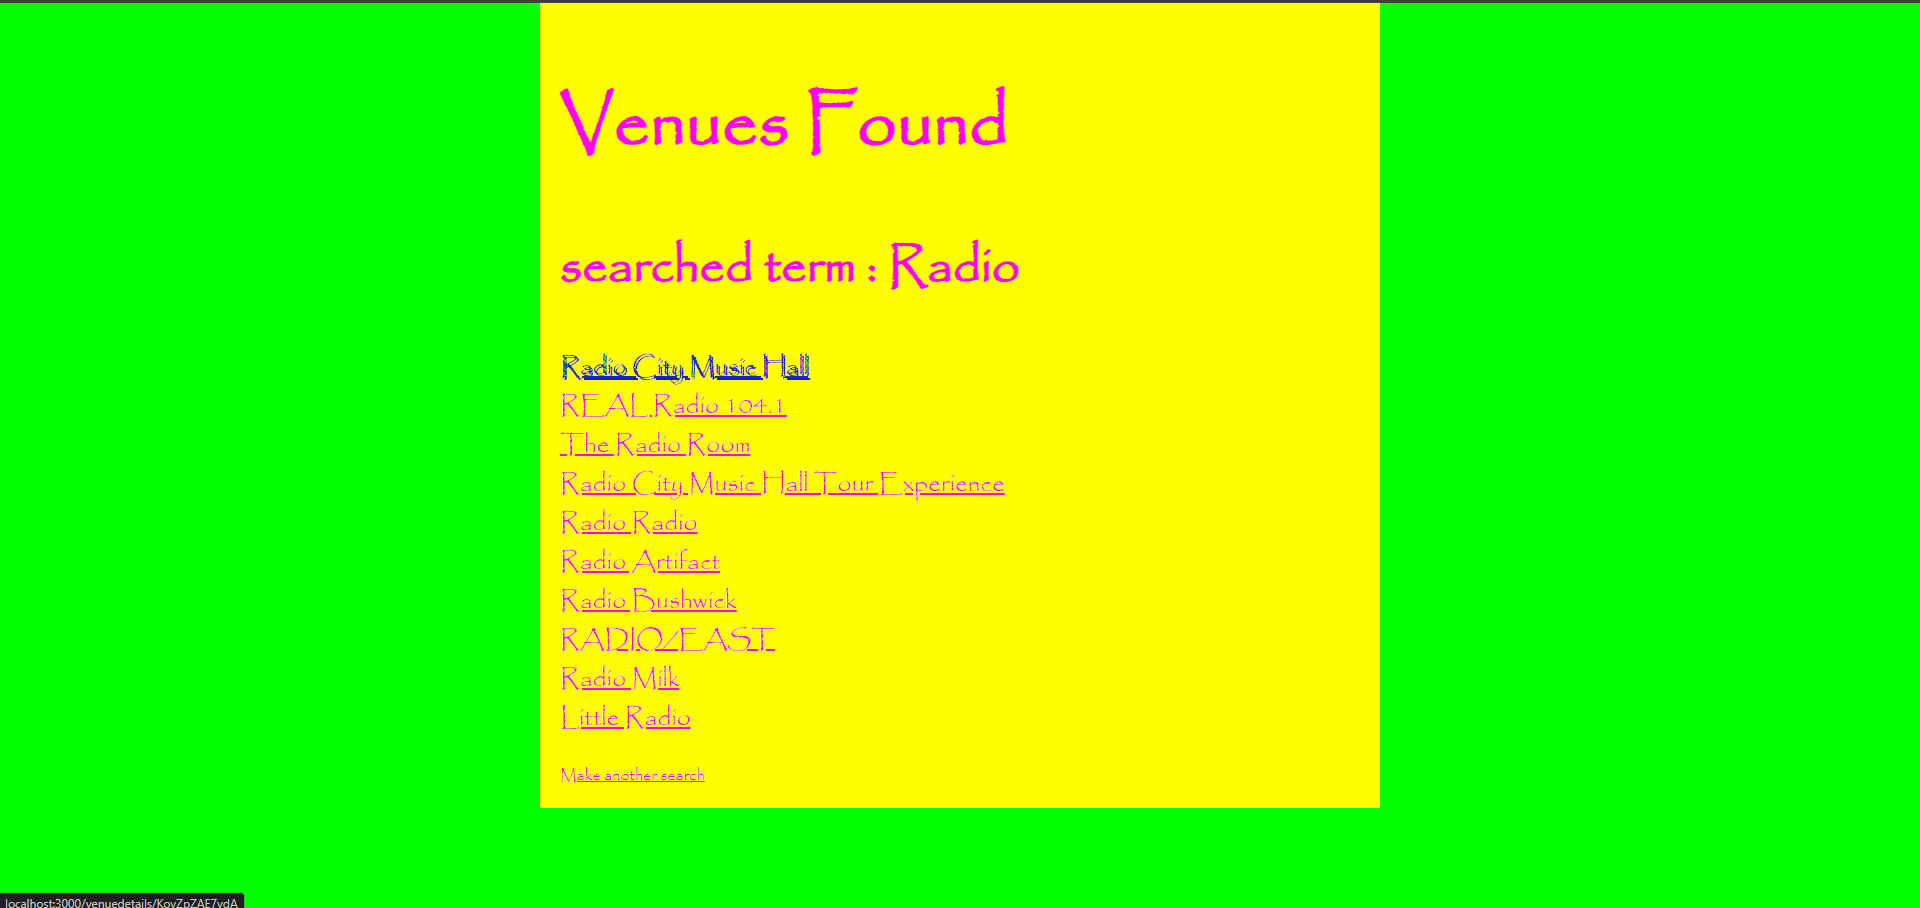 Venues Found
searched term : Radio
Radio City Music Hall
REAL Radio 104.1
The Radio Room
Radio City Music Hall Tour Experience
Radio Radio
Radio Artifact
Radio Bushwick
RADIO/EAST
Radio Milk
Little Radio
Make another search
localhost:3000/venuedetails/KovZpZAE7vdA